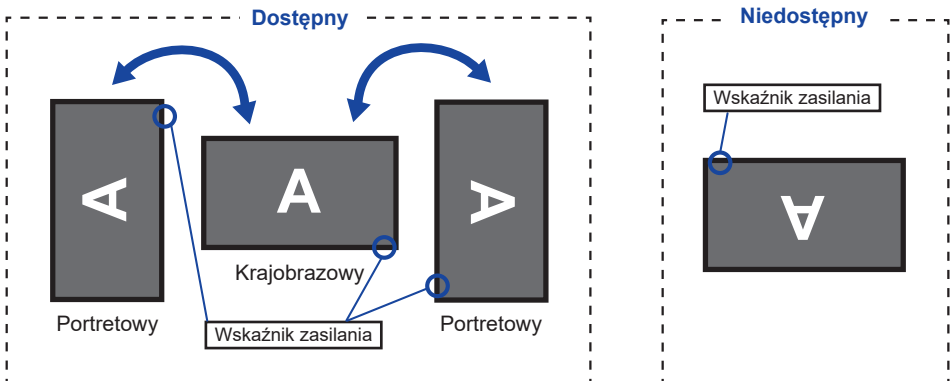 Dostępny
Niedostępny
Wskaźnik zasilania
A
A
A
A
Krajobrazowy
Portretowy
Wskaźnik zasilania
Portretowy